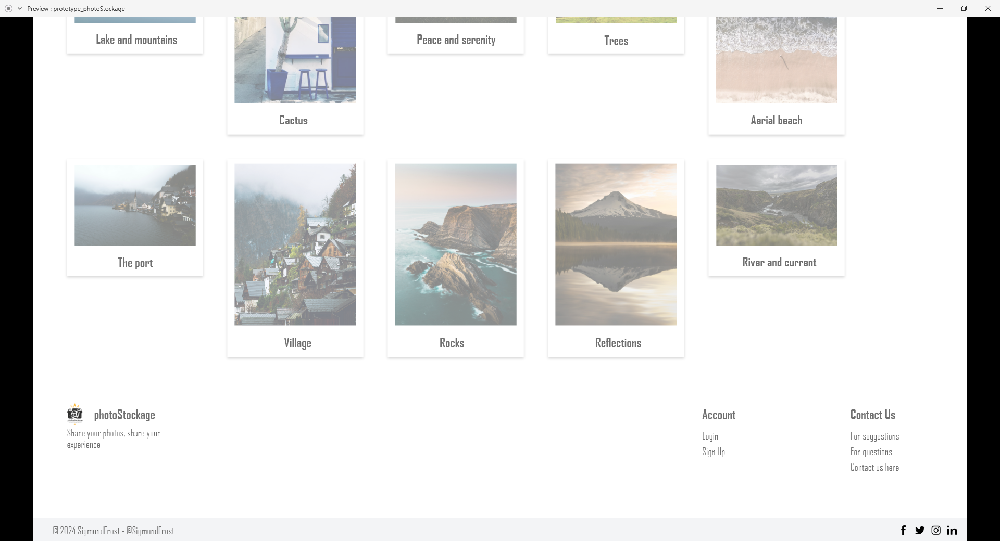 Preview : prototype_photoStockage
Lake and mountains
Peace and serenity
Trees
Cactus
Aerial beach
The port
River and current
Village
Rocks
Reflections
photoStockage
Share your photos, share your
experience
Account
Login
Sign Up
Contact Us
For suggestions
For questions
Contact us here
© 2024 SigmundFrost - @SigmundFrost